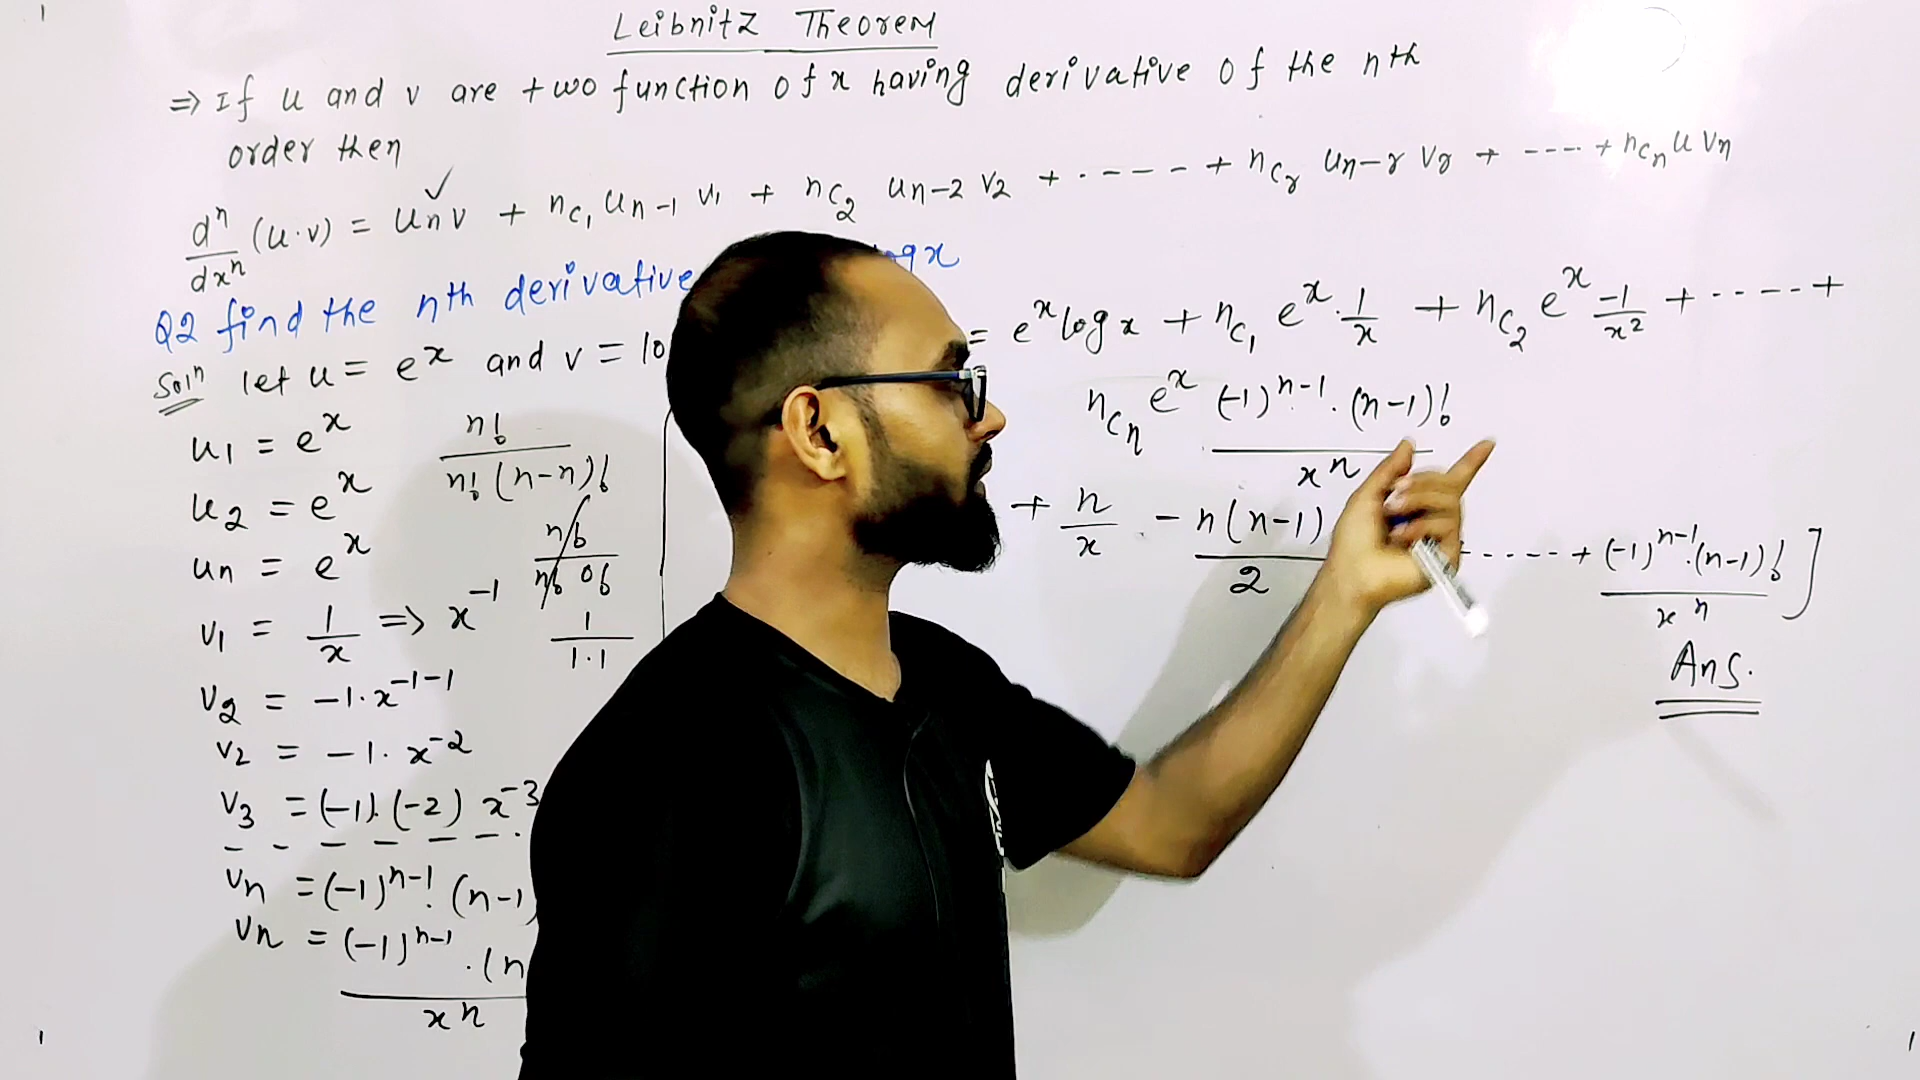 Leibnitz Theorem
⇒ If u and v are two function of x having derivative of the nth
order then
dⁿ/dxⁿ (u·v) = uₙv + nc₁ uₙ₋₁ v₁ + nc₂ uₙ₋₂ v₂ + ------ + ncᵣ uₙ₋ᵣ vᵣ + ---- + ncₙ u vₙ
Q2 find the nth derivative log x
Solⁿ let u = eˣ and v = lo
u₁ = eˣ
u₂ = eˣ
uₙ = eˣ
v₁ = 1/x ⇒ x⁻¹
v₂ = -1·x⁻¹⁻¹
v₂ = -1·x⁻²
v₃ = (-1)·(-2) x⁻³
- - - - - -
vₙ = (-1)ⁿ⁻¹ (n-1)
vₙ = (-1)ⁿ⁻¹ ·(n / xⁿ
n! / n!(n-n)!
n! / n! 0!
1 / 1·1
= eˣ log x + nc₁ eˣ · 1/x + nc₂ eˣ -1/x² + ----- +
ncₙ eˣ (-1)ⁿ⁻¹·(n-1)! / xⁿ
+ n/x - n(n-1) / 2 + ----- + (-1)ⁿ⁻¹·(n-1)! / xⁿ ]
Ans.